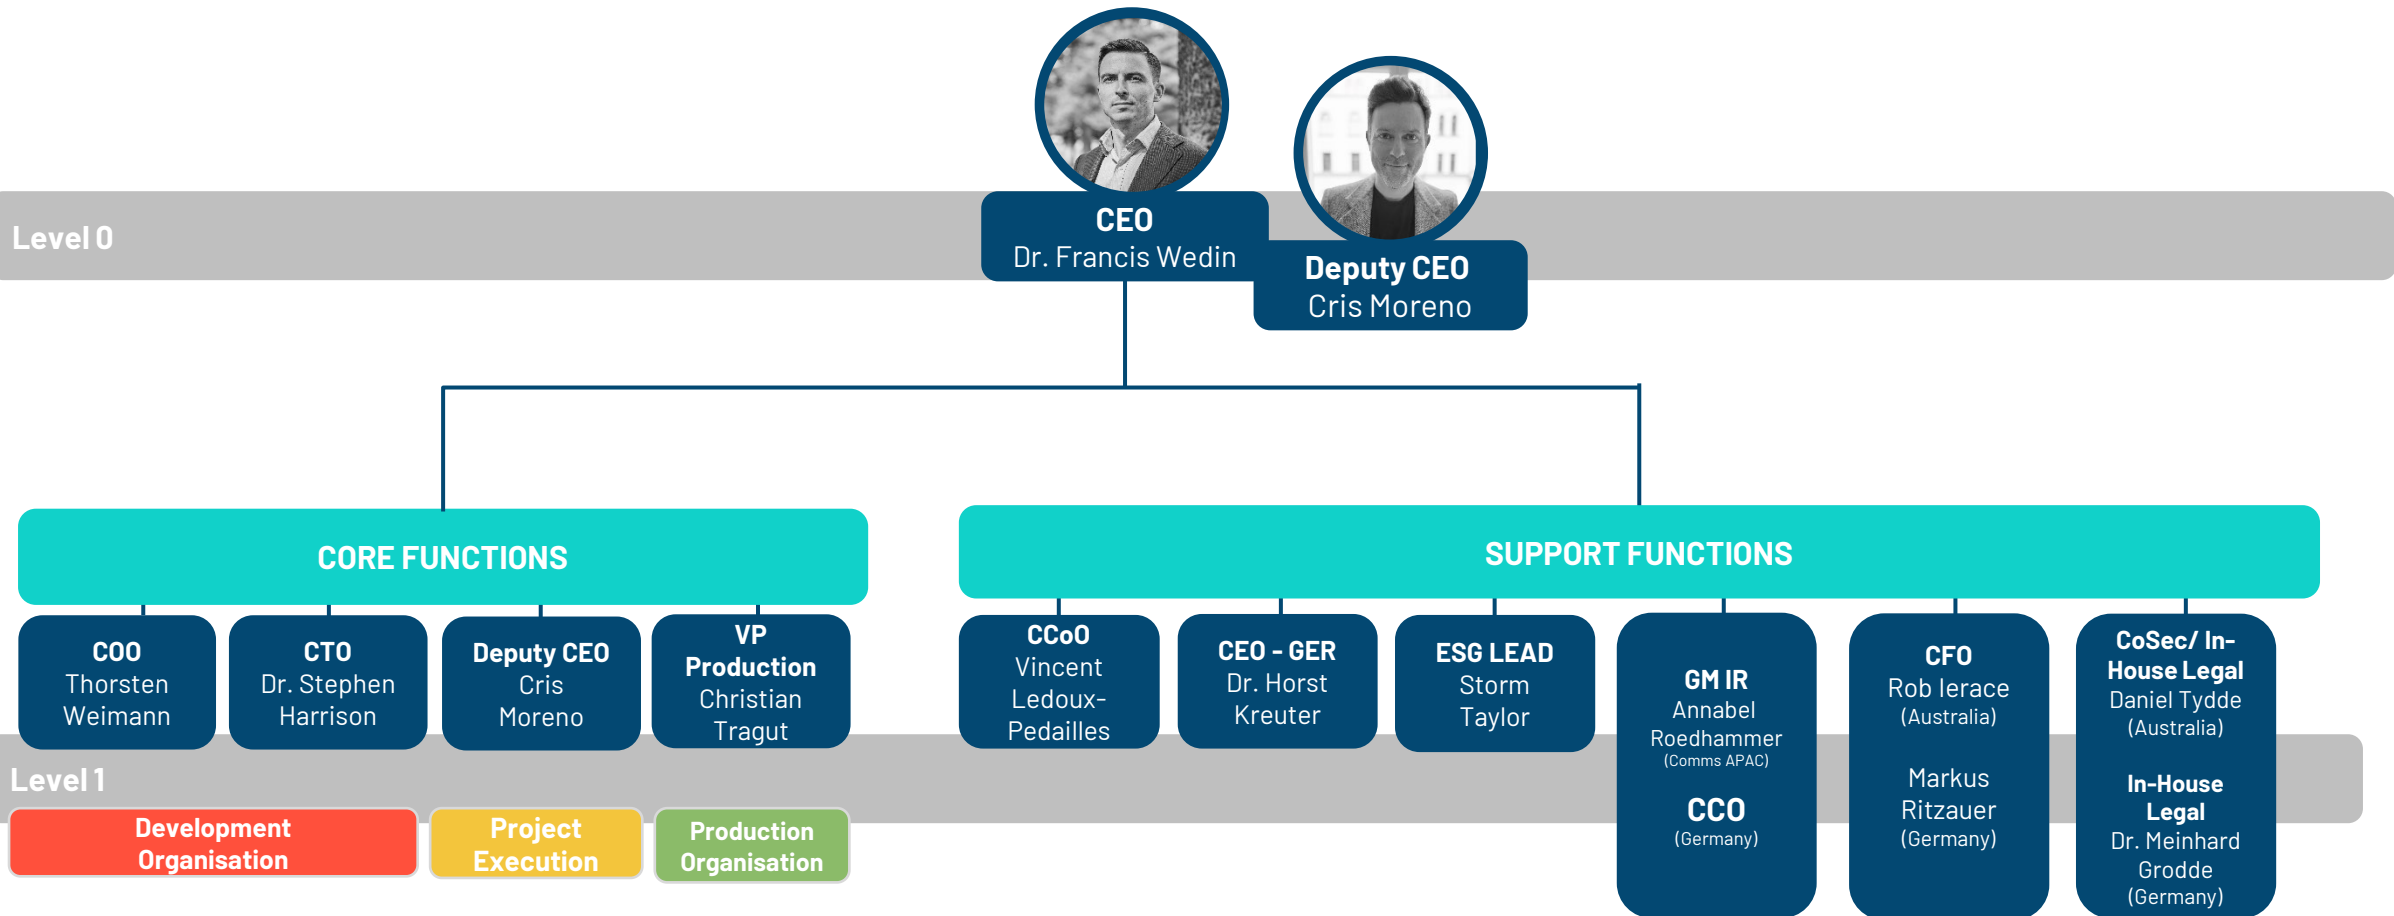 CEO
Dr. Francis Wedin
Level 0
Deputy CEO
Cris Moreno
CORE FUNCTIONS
SUPPORT FUNCTIONS
COO
Thorsten
Weimann
CTO
Dr. Stephen
Harrison
Deputy CEO
Cris
Moreno
VP
Production
Christian
Tragut
CCoO
Vincent
Ledoux-
Pedailles
CEO - GER
Dr. Horst
Kreuter
ESG LEAD
Storm
Taylor
GM IR
Annabel
Roedhammer
(Comms APAC)
CCO
(Germany)
CFO
Rob Ierace
(Australia)
Markus
Ritzauer
(Germany)
CoSec/ In-
House Legal
Daniel Tydde
(Australia)
In-House
Legal
Dr. Meinhard
Grodde
(Germany)
Level 1
Development
Organisation
Project
Execution
Production
Organisation